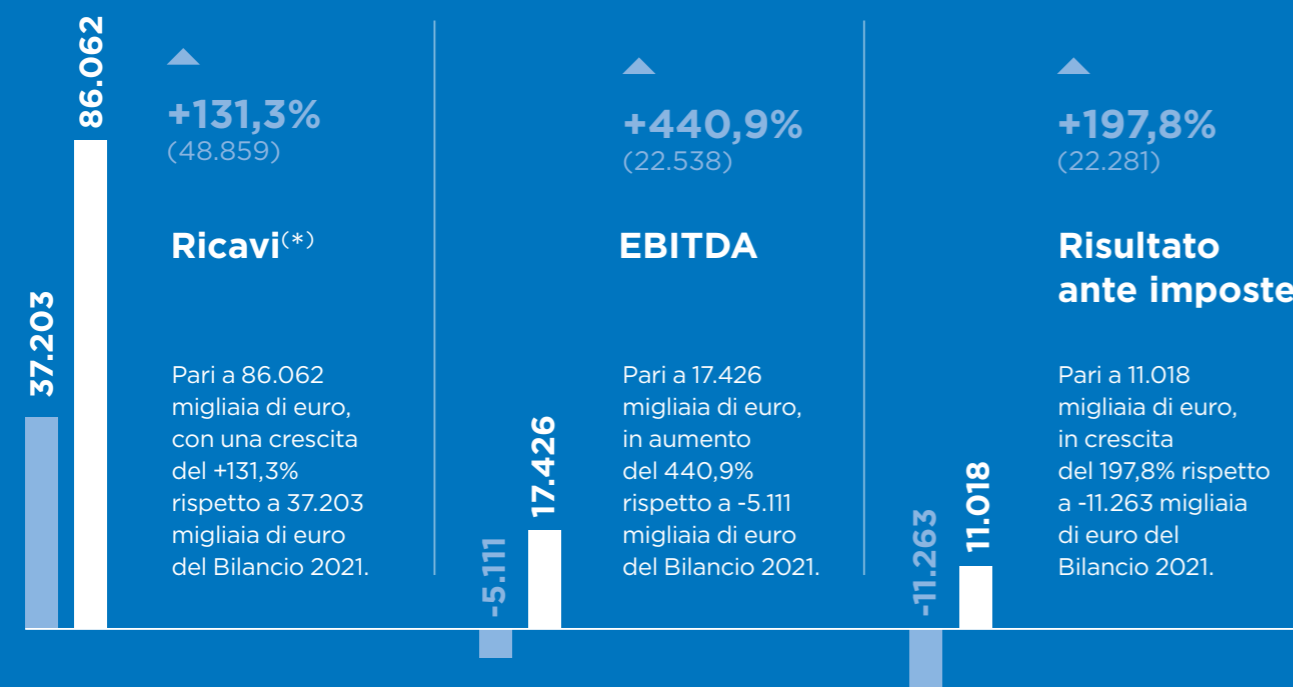 37.203
86.062
+131,3%
(48.859)
Ricavi(*)
Pari a 86.062
migliaia di euro,
con una crescita
del +131,3%
rispetto a 37.203
migliaia di euro
del Bilancio 2021.
-5.111
17.426
+440,9%
(22.538)
EBITDA
Pari a 17.426
migliaia di euro,
in aumento
del 440,9%
rispetto a -5.111
migliaia di euro
del Bilancio 2021.
-11.263
11.018
+197,8%
(22.281)
Risultato
ante imposte
Pari a 11.018
migliaia di euro,
in crescita
del 197,8% rispetto
a -11.263 migliaia
di euro del
Bilancio 2021.